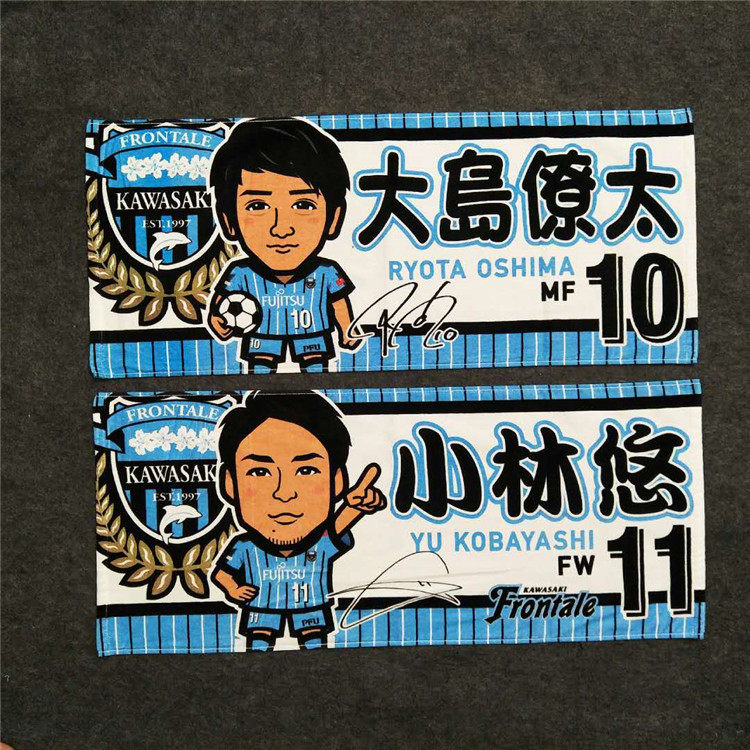 FRONTALE
KAWASAKI
EST.1997
大島僚太
RYOTA OSHIMA
MF 10
FUJITSU
10
10
PFU
FRONTALE
KAWASAKI
EST.1997
小林悠
YU KOBAYASHI
FW 11
FUJITSU
11
11
PFU
KAWASAKI
Frontale